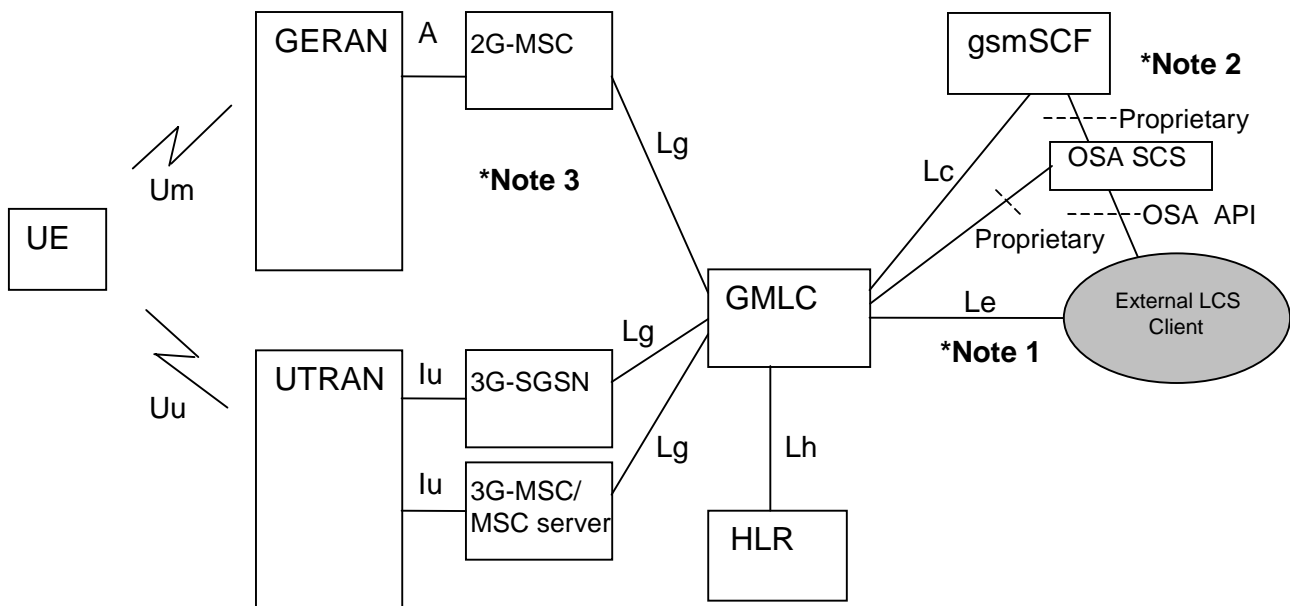 GERAN
A
2G-MSC
gsmSCF
*Note 2
Proprietary
Lg
OSA SCS
Lc
*Note 3
Um
OSA API
UE
Proprietary
GMLC
External LCS
Client
Le
Lg
*Note 1
UTRAN
Iu
3G-SGSN
Uu
Lg
Lh
Iu
3G-MSC/
MSC server
HLR